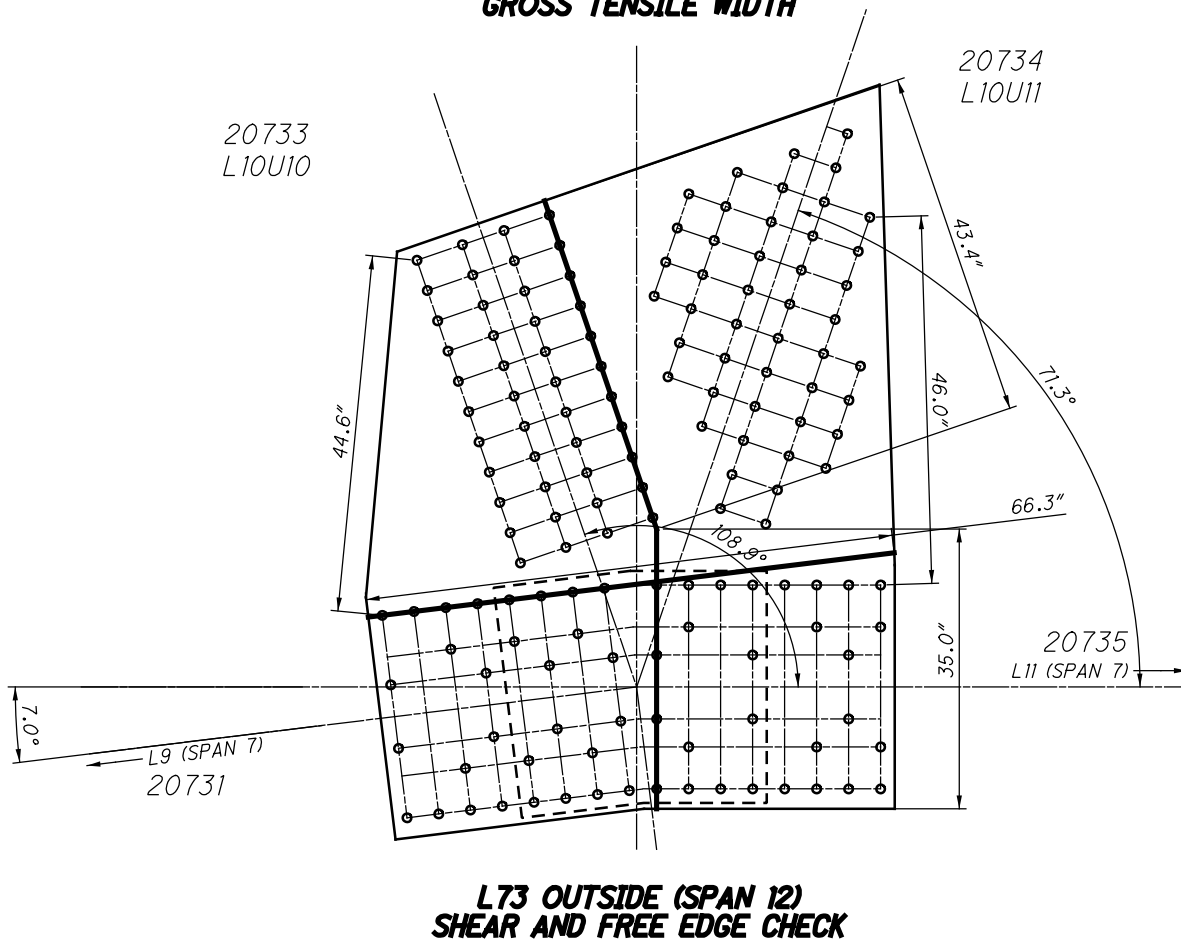 GROSS TENSILE WIDTH
20734
L10U11
20733
L10U10
43.4"
71.3°
46.0"
44.6"
66.3"
108.9°
35.0"
20735
L11 (SPAN 7)
7.0°
L9 (SPAN 7)
20731
L73 OUTSIDE (SPAN 12)
SHEAR AND FREE EDGE CHECK